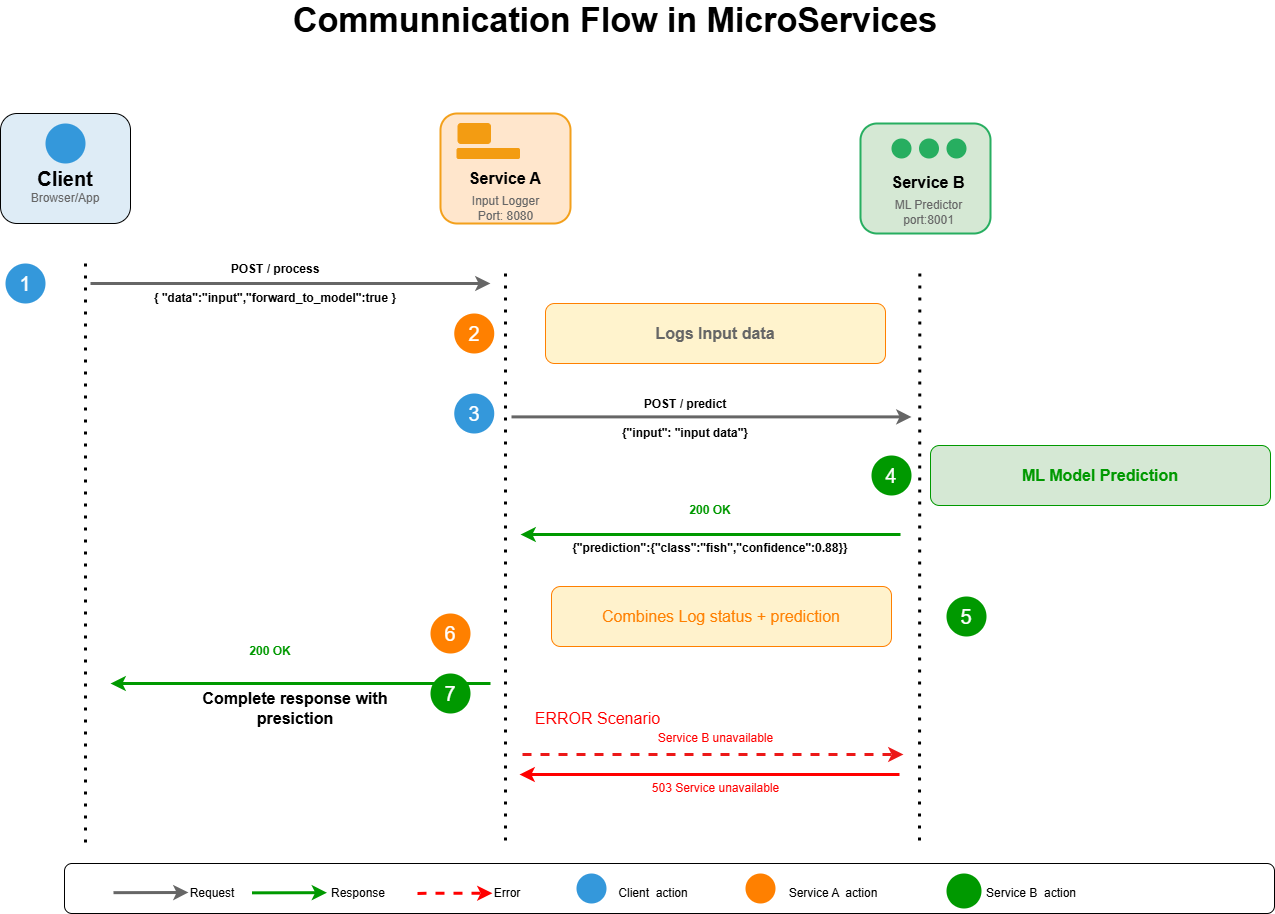 Communnication Flow in MicroServices
Client
Browser/App
Service A
Input Logger
Port: 8080
Service B
ML Predictor
port:8001
1
POST / process
{ "data":"input","forward_to_model":true }
2
Logs Input data
3
POST / predict
{"input": "input data"}
4
ML Model Prediction
200 OK
{"prediction":{"class":"fish","confidence":0.88}}
Combines Log status + prediction
5
6
200 OK
7
Complete response with
presiction
ERROR Scenario
Service B unavailable
503 Service unavailable
Request
Response
Error
Client action
Service A action
Service B action